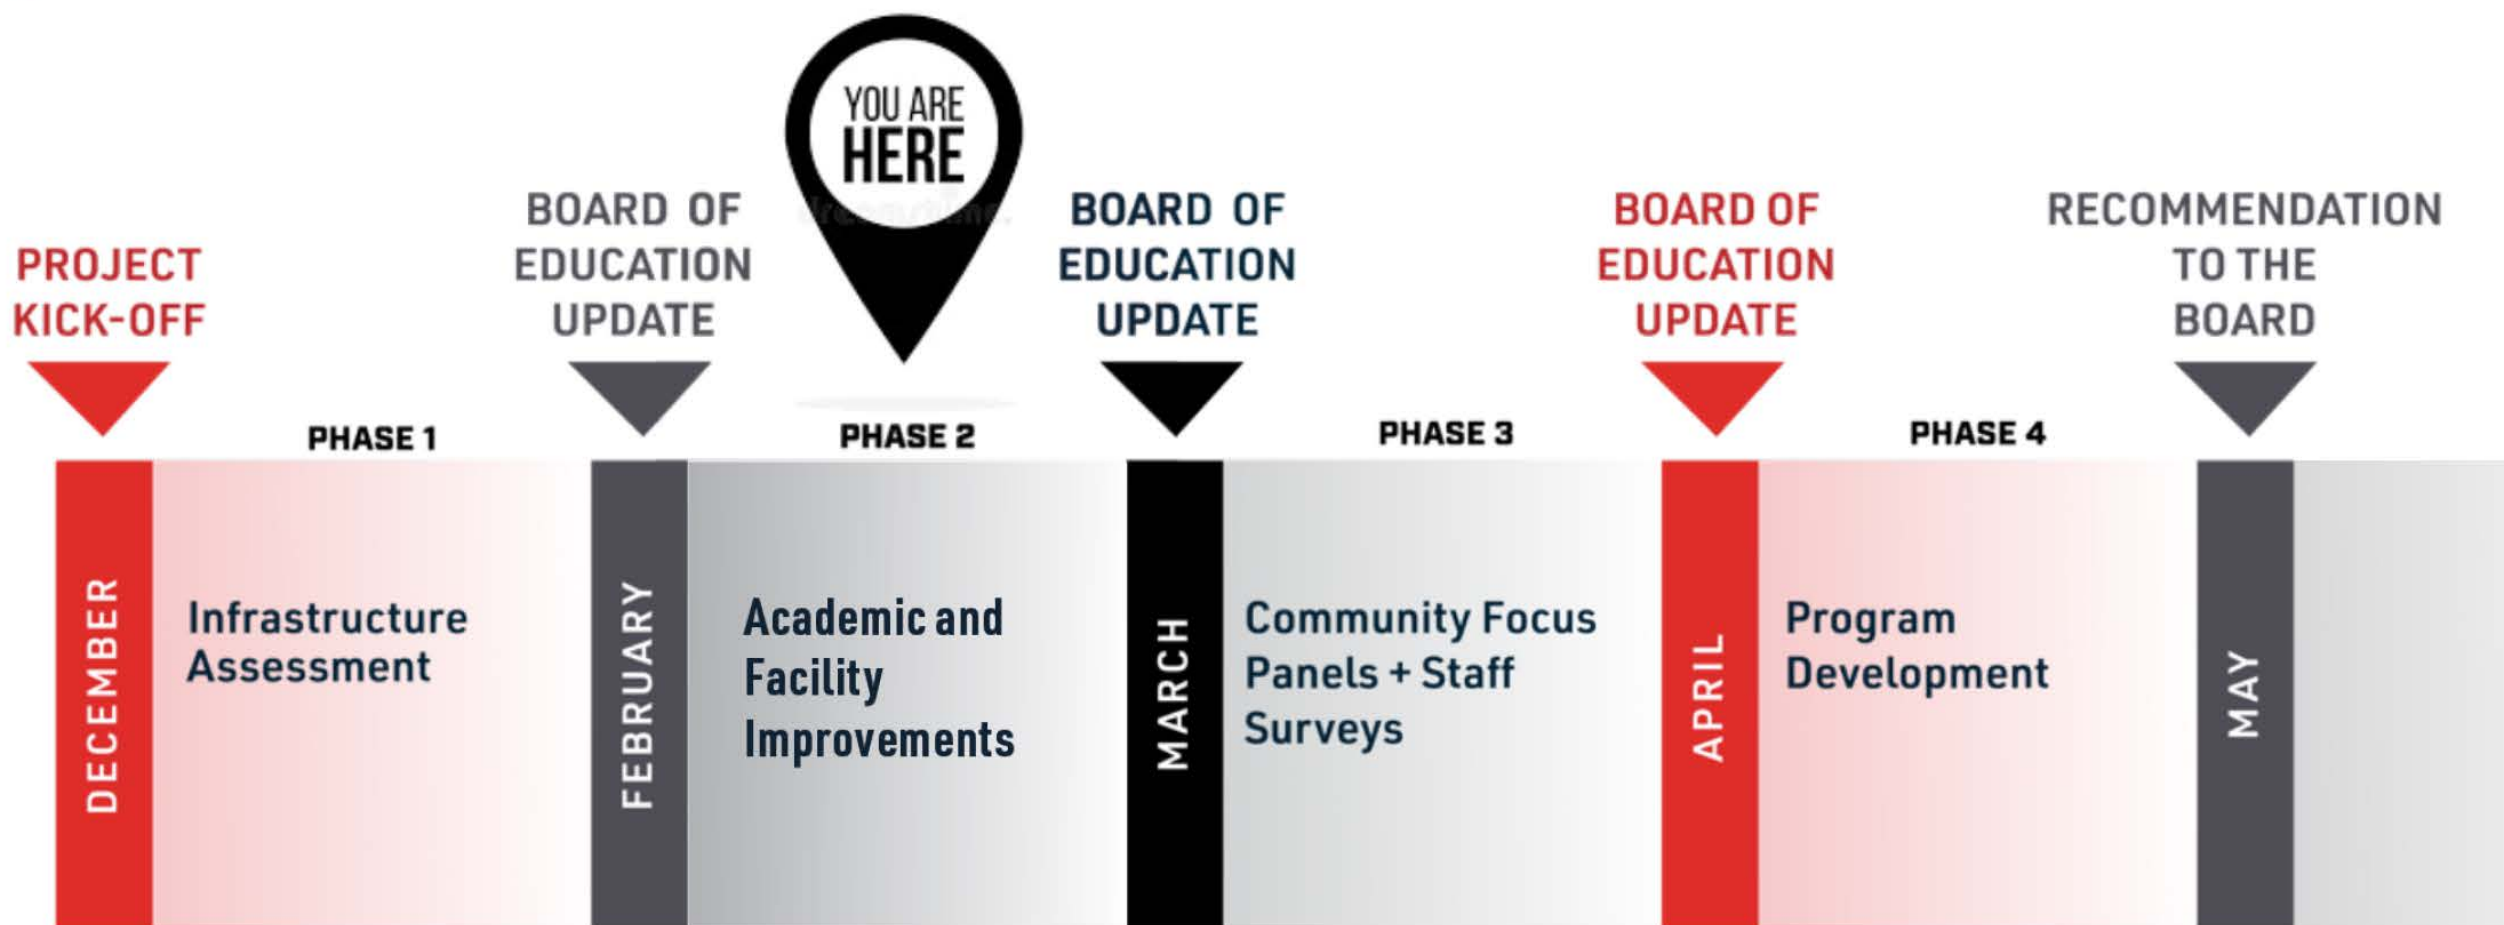 YOU ARE
HERE
PROJECT
KICK-OFF
BOARD OF
EDUCATION
UPDATE
BOARD OF
EDUCATION
UPDATE
BOARD OF
EDUCATION
UPDATE
RECOMMENDATION
TO THE
BOARD
PHASE 1
PHASE 2
PHASE 3
PHASE 4
DECEMBER
Infrastructure
Assessment
FEBRUARY
Academic and
Facility
Improvements
MARCH
Community Focus
Panels + Staff
Surveys
APRIL
Program
Development
MAY